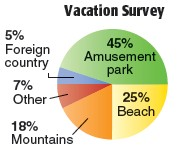 Vacation Survey
5%
Foreign
country
45%
Amusement
park
7%
Other
25%
Beach
18%
Mountains